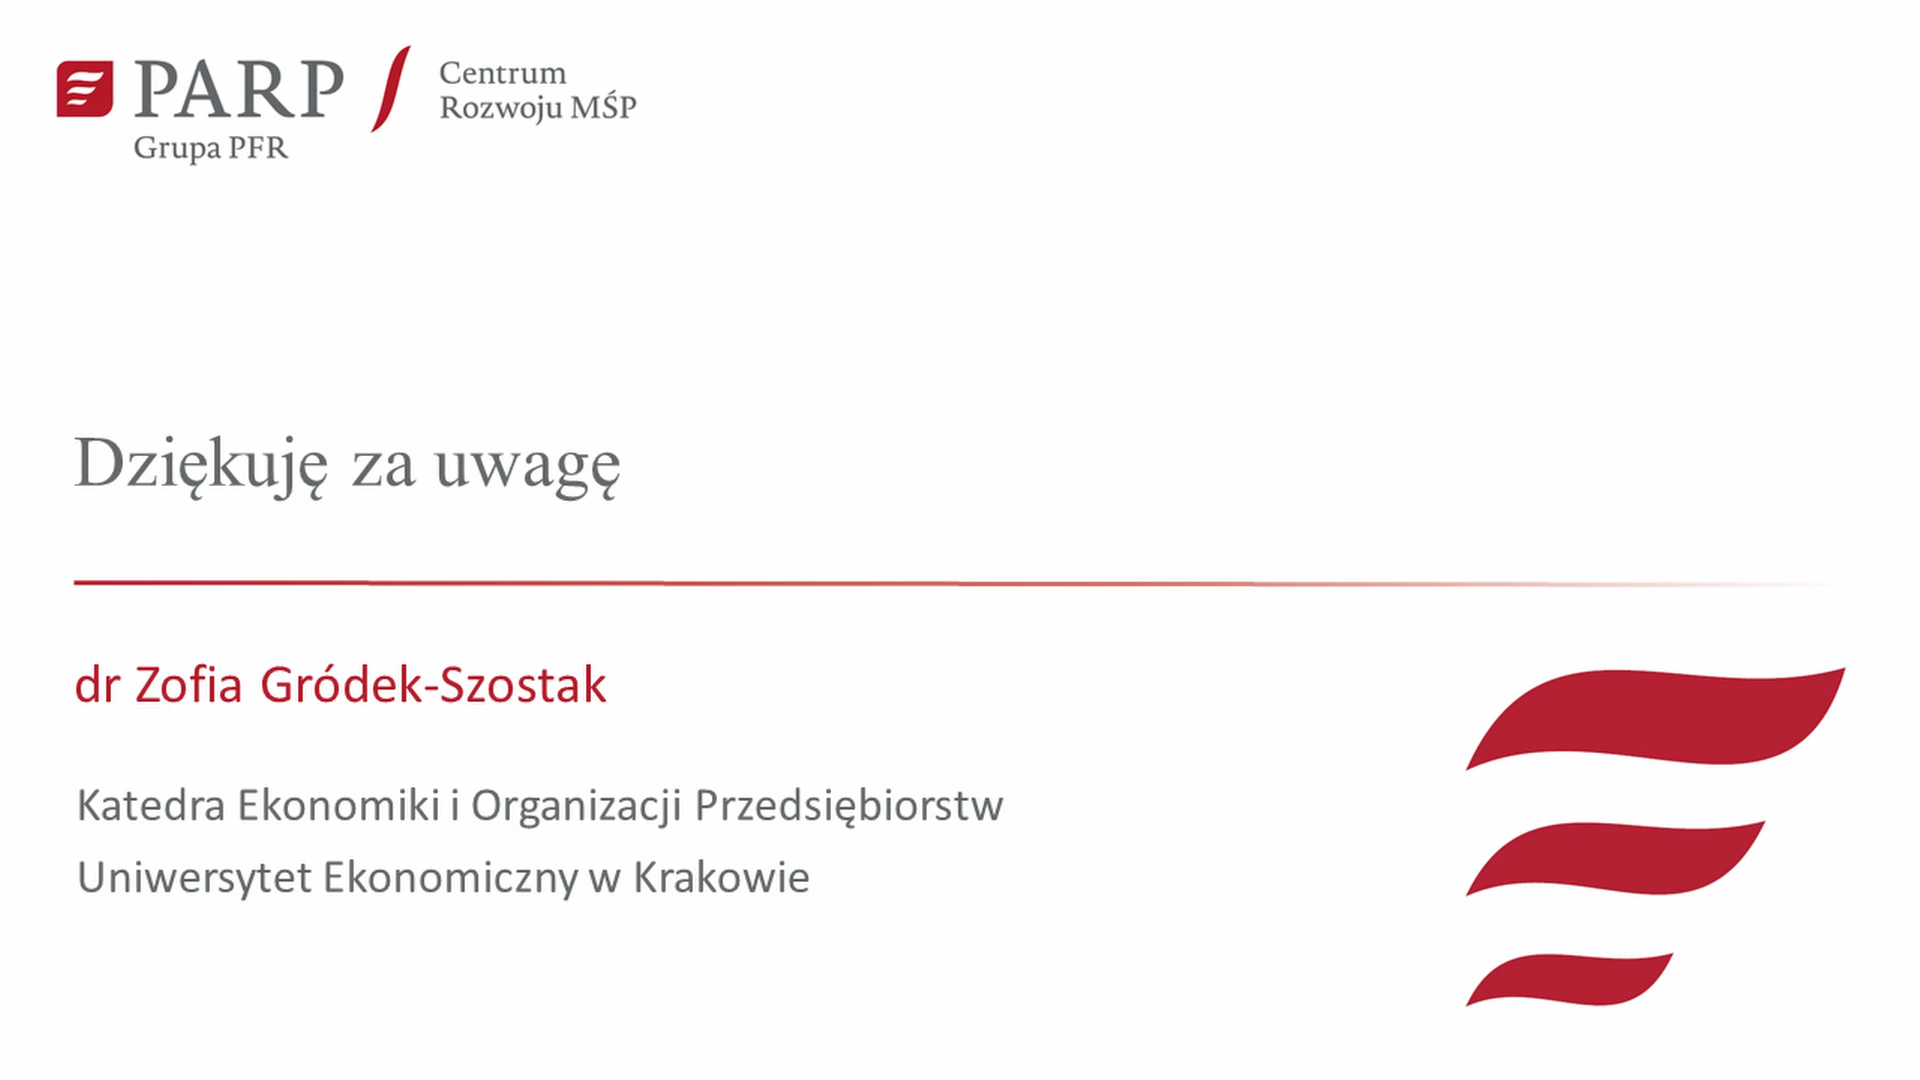 PARP
Grupa PFR
Centrum
Rozwoju MŚP
Dziękuję za uwagę
dr Zofia Gródek-Szostak
Katedra Ekonomiki i Organizacji Przedsiębiorstw
Uniwersytet Ekonomiczny w Krakowie